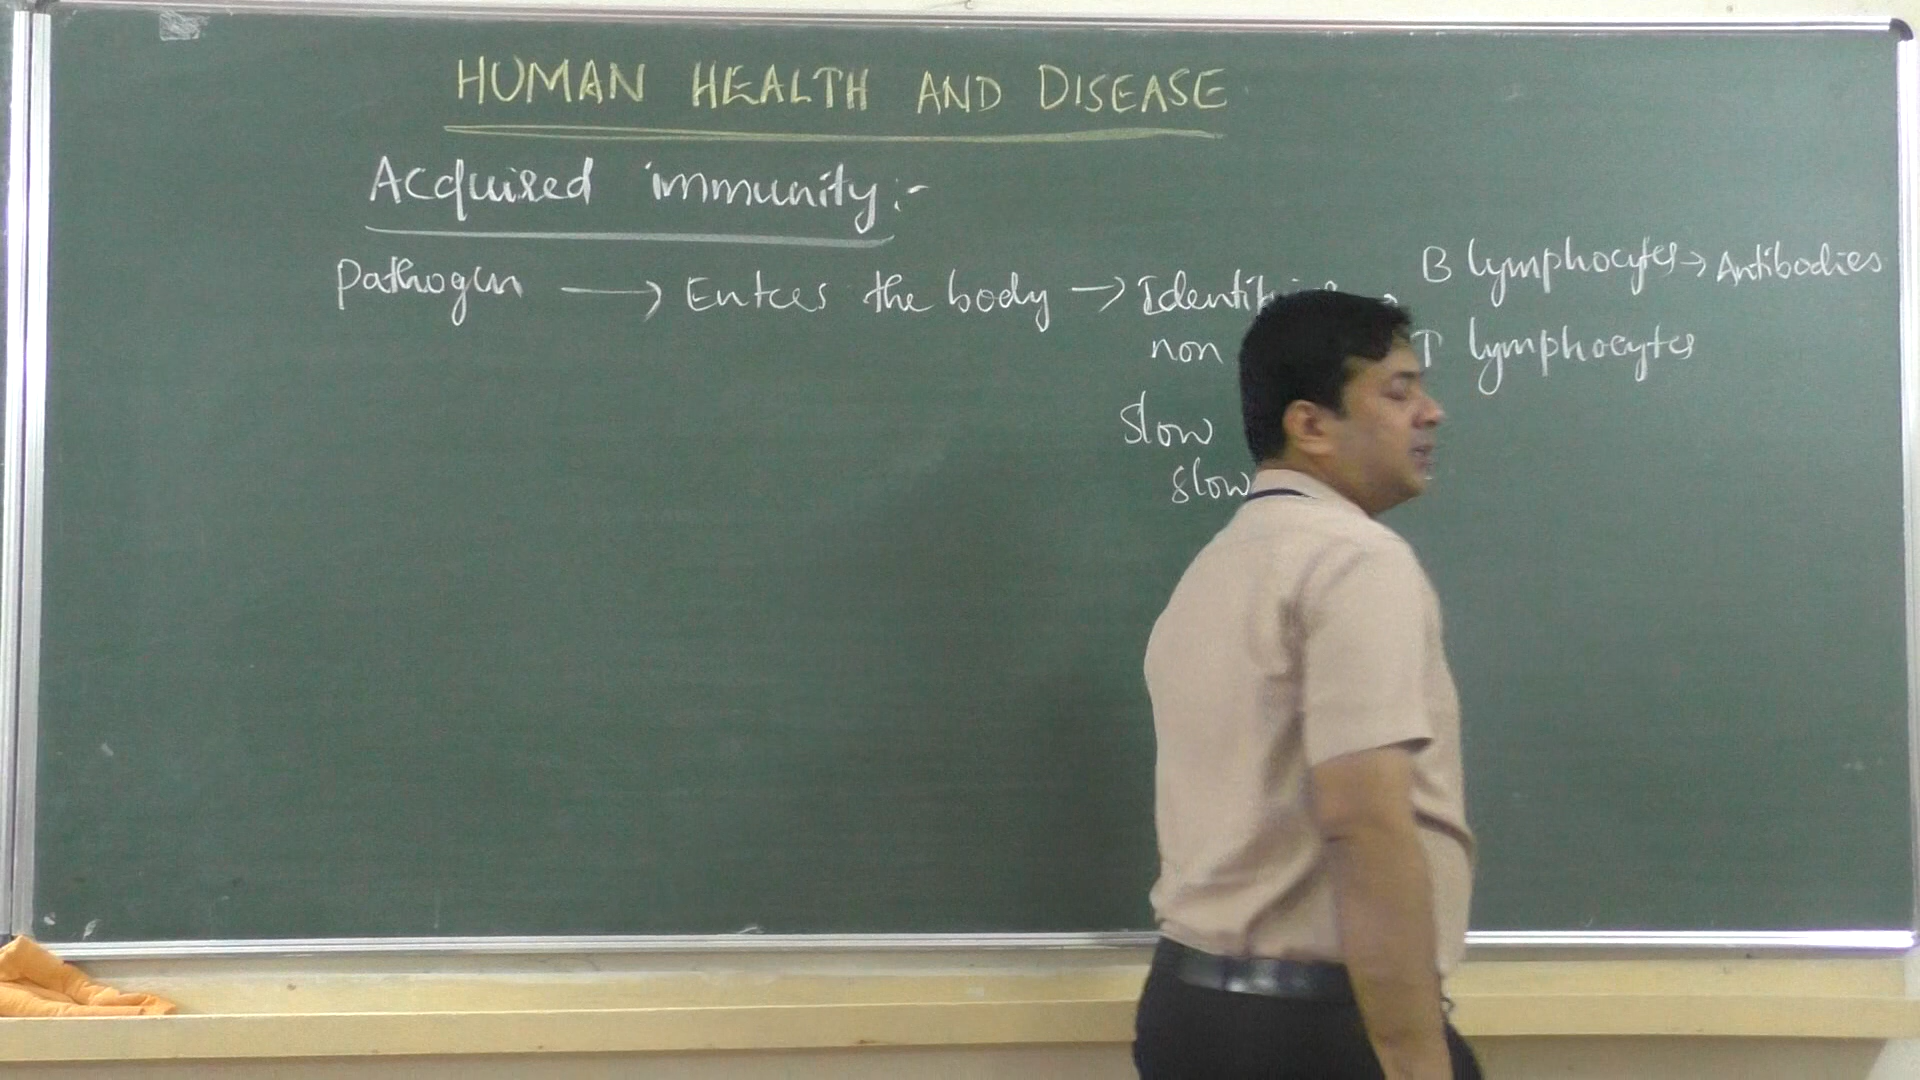 HUMAN HEALTH AND DISEASE
Acquired immunity:-
Pathogen → Enters the body →
non
Slow
slow
B lymphocytes → Antibodies
T lymphocytes